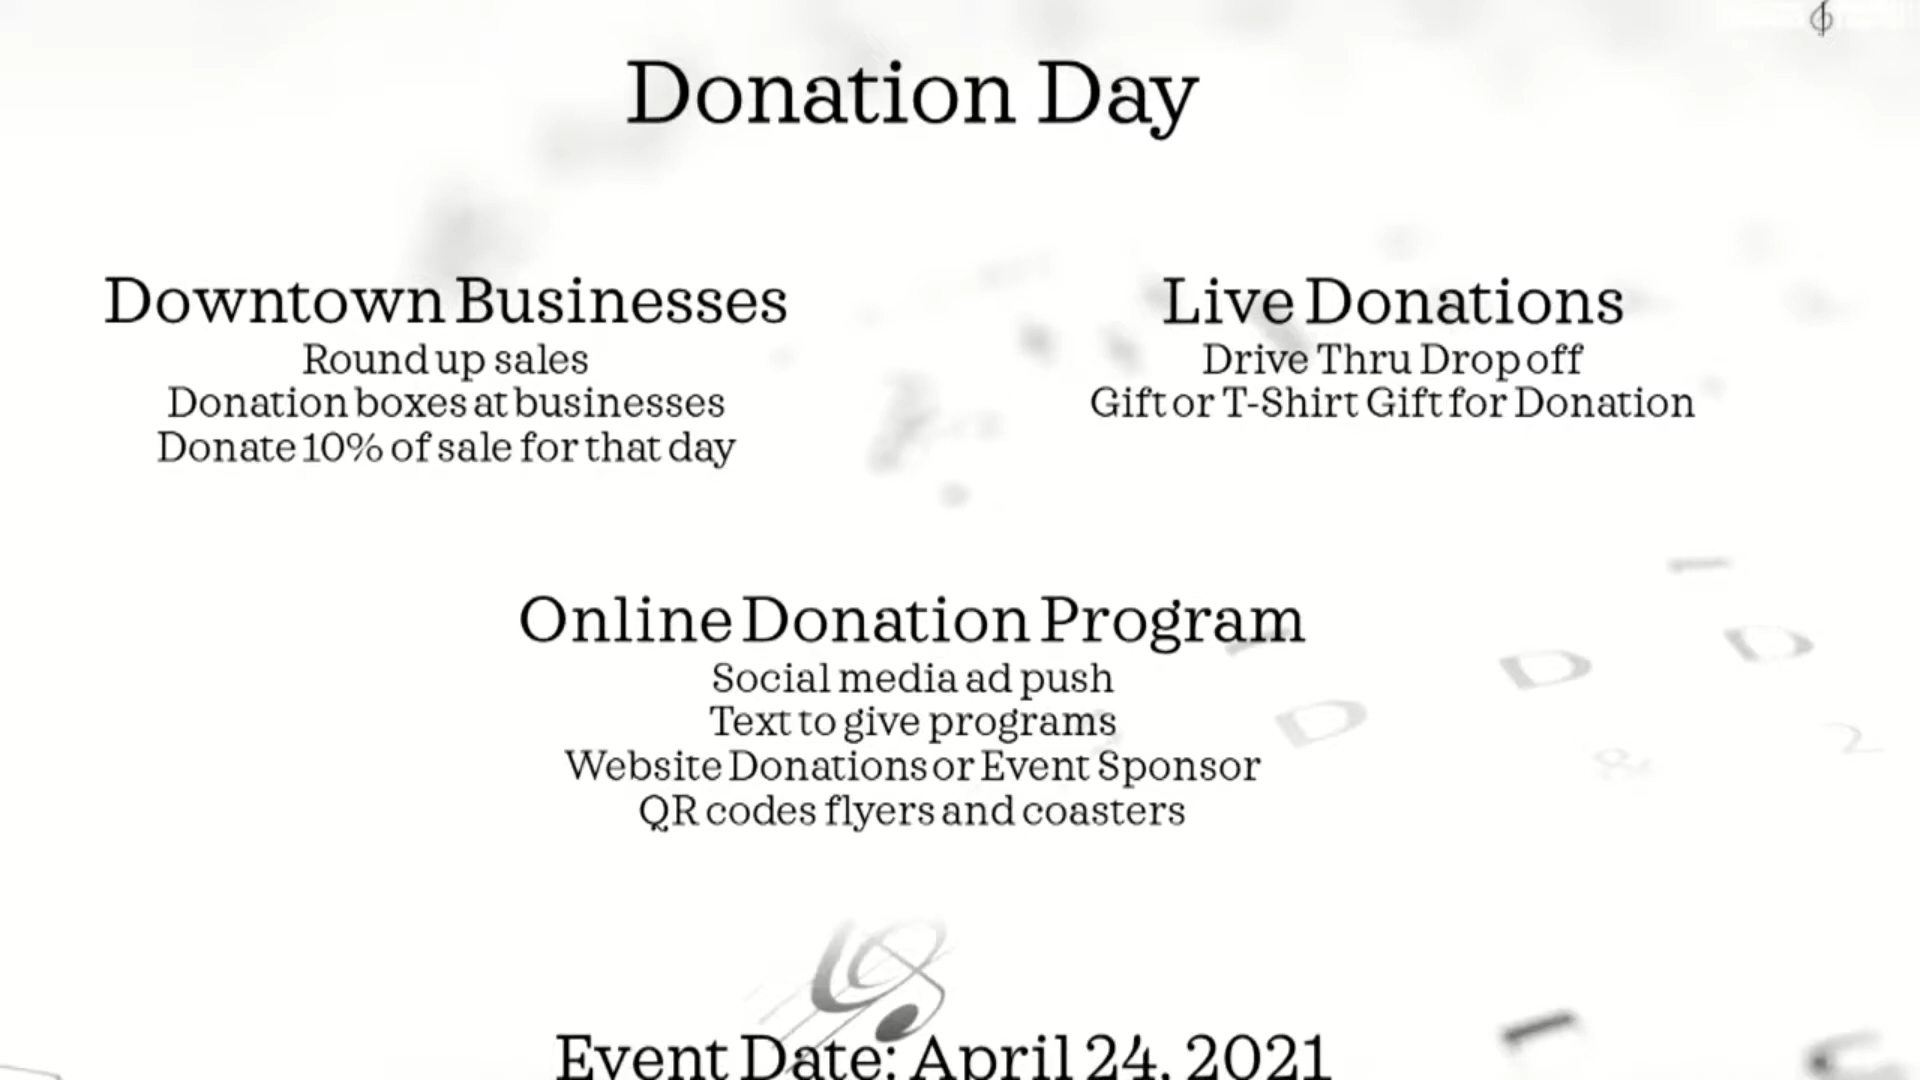 Donation Day
Downtown Businesses
Round up sales
Donation boxes at businesses
Donate 10% of sale for that day
Live Donations
Drive Thru Drop off
Gift or T-Shirt Gift for Donation
Online Donation Program
Social media ad push
Text to give programs
Website Donations or Event Sponsor
QR codes flyers and coasters
Event Date: April 24, 2021